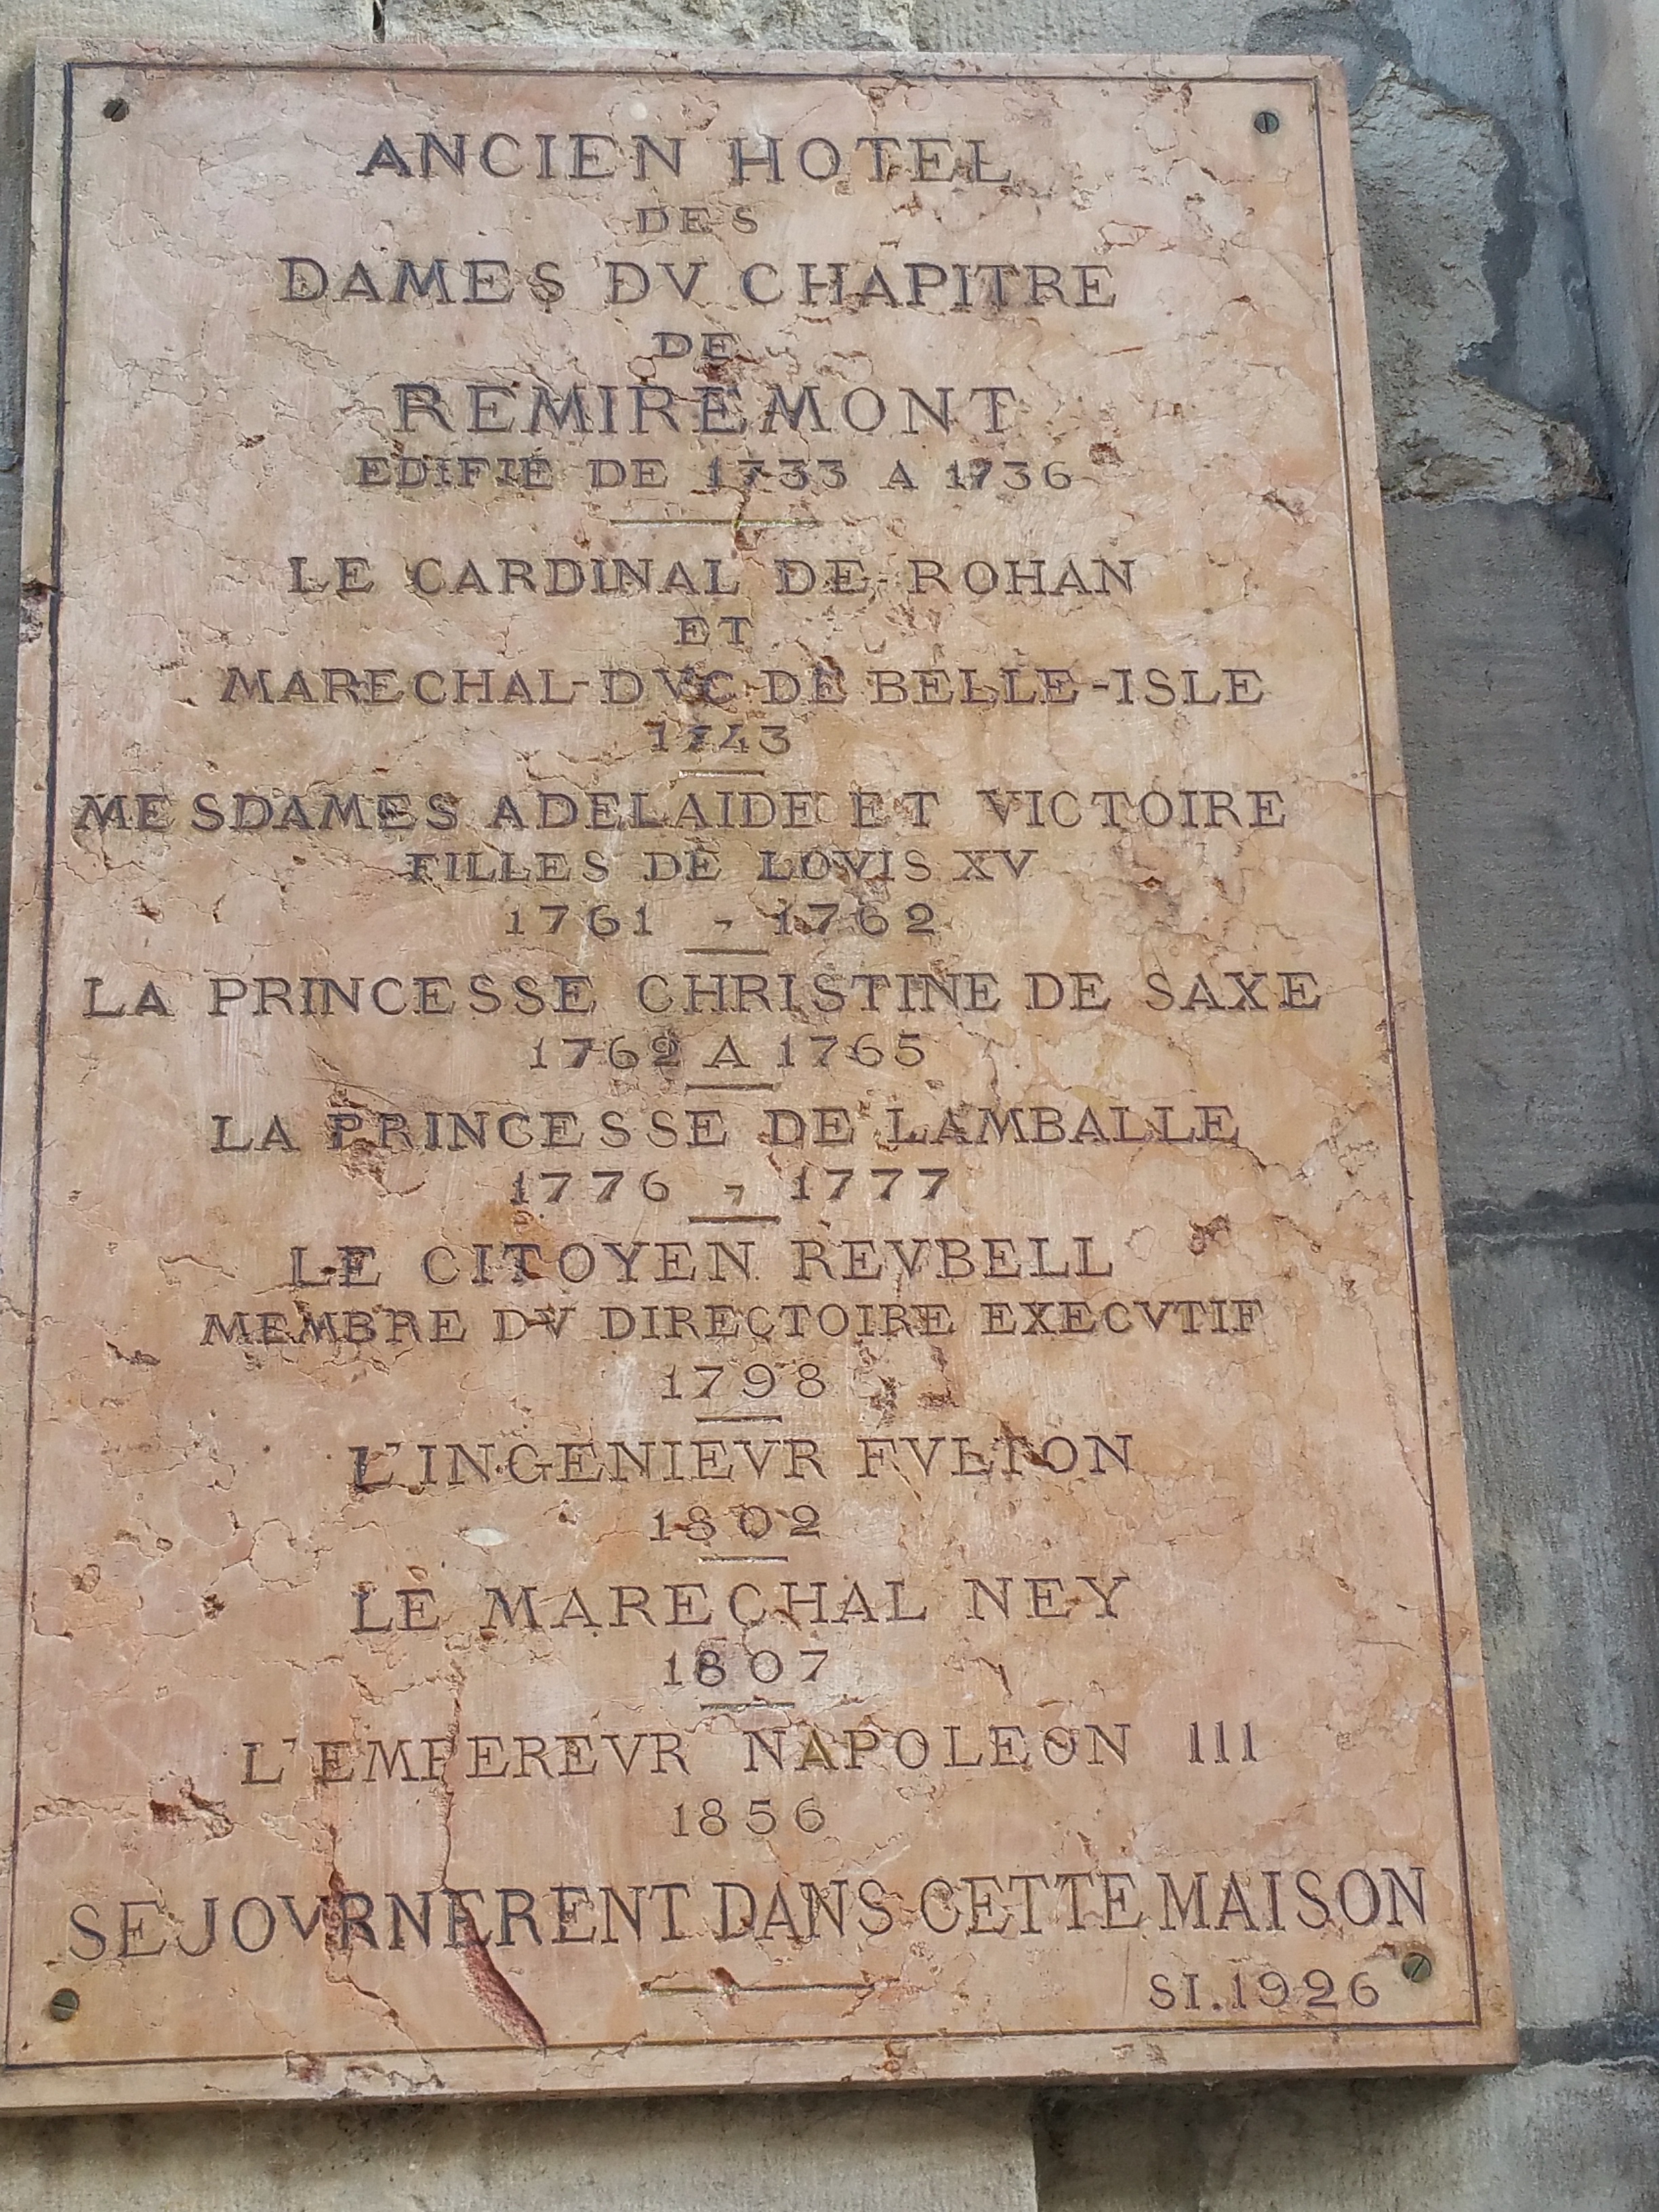 ANCIEN HOTEL
DES
DAMES DV CHAPITRE
DE
REMIREMONT
EDIFIÉ DE 1733 A 1736
LE CARDINAL DE ROHAN
ET
MARECHAL-DVC DE BELLE-ISLE
1743
MESDAMES ADELAIDE ET VICTOIRE
FILLES DE LOVIS XV
1761 - 1762
LA PRINCESSE CHRISTINE DE SAXE
1762 A 1765
LA PRINCESSE DE LAMBALLE
1776 - 1777
LE CITOYEN REVBELL
MEMBRE DV DIRECTOIRE EXECVTIF
1798
L'INGENIEVR FVLTON
1802
LE MARECHAL NEY
1807
L'EMPEREVR NAPOLEON III
1856
SEJOVRNERENT DANS CETTE MAISON
SI.1926